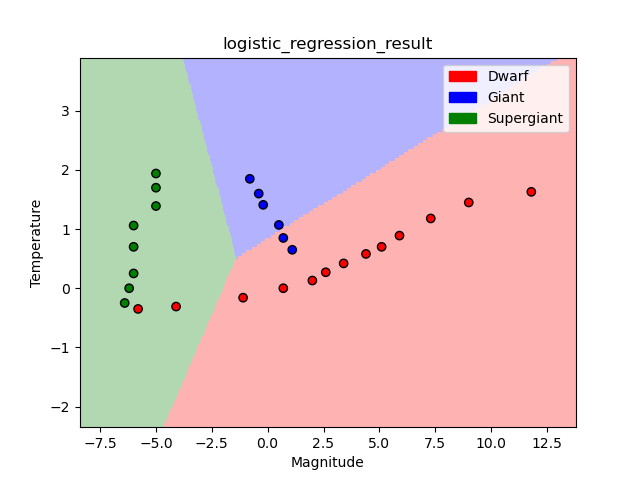 logistic_regression_result
Dwarf
Giant
Supergiant
Temperature
3
2
1
0
−1
−2
−7.5 −5.0 −2.5 0.0 2.5 5.0 7.5 10.0 12.5
Magnitude